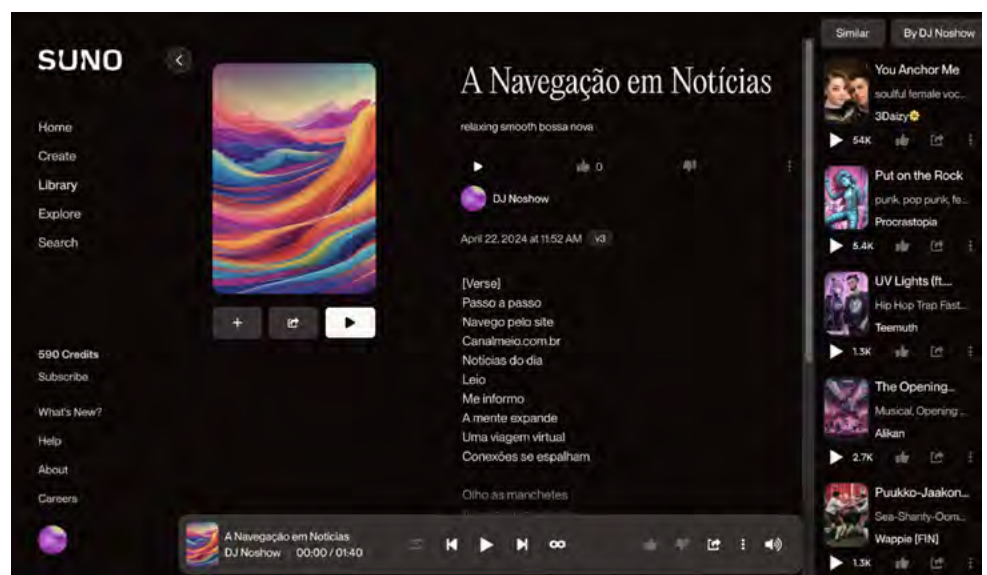 SUNO
Home
Create
Library
Explore
Search
590 Credits
Subscribe
What's New?
Help
About
Careers
A Navegação em Notícias
relaxing smooth bossa nova
0
DJ Noshow
April 22, 2024 at 11:52 AM v3
[Verse]
Passo a passo
Navego pelo site
Canalmeio.com.br
Notícias do dia
Leio
Me informo
A mente expande
Uma viagem virtual
Conexões se espalham
Olho as manchetes
Similar
By DJ Noshow
You Anchor Me
soulful female voc...
3Daizy
54K
Put on the Rock
punk, pop punk, fe...
Procrastopia
5.4K
UV Lights (ft....
Hip Hop Trap Fast...
Teemuth
1.3K
The Opening...
Musical, Opening ...
Alikan
2.7K
Puukko-Jaakon...
Sea-Shanty-Oom...
Wappie [FIN]
1.3K
A Navegação em Notícias
DJ Noshow 00:00 / 01:40